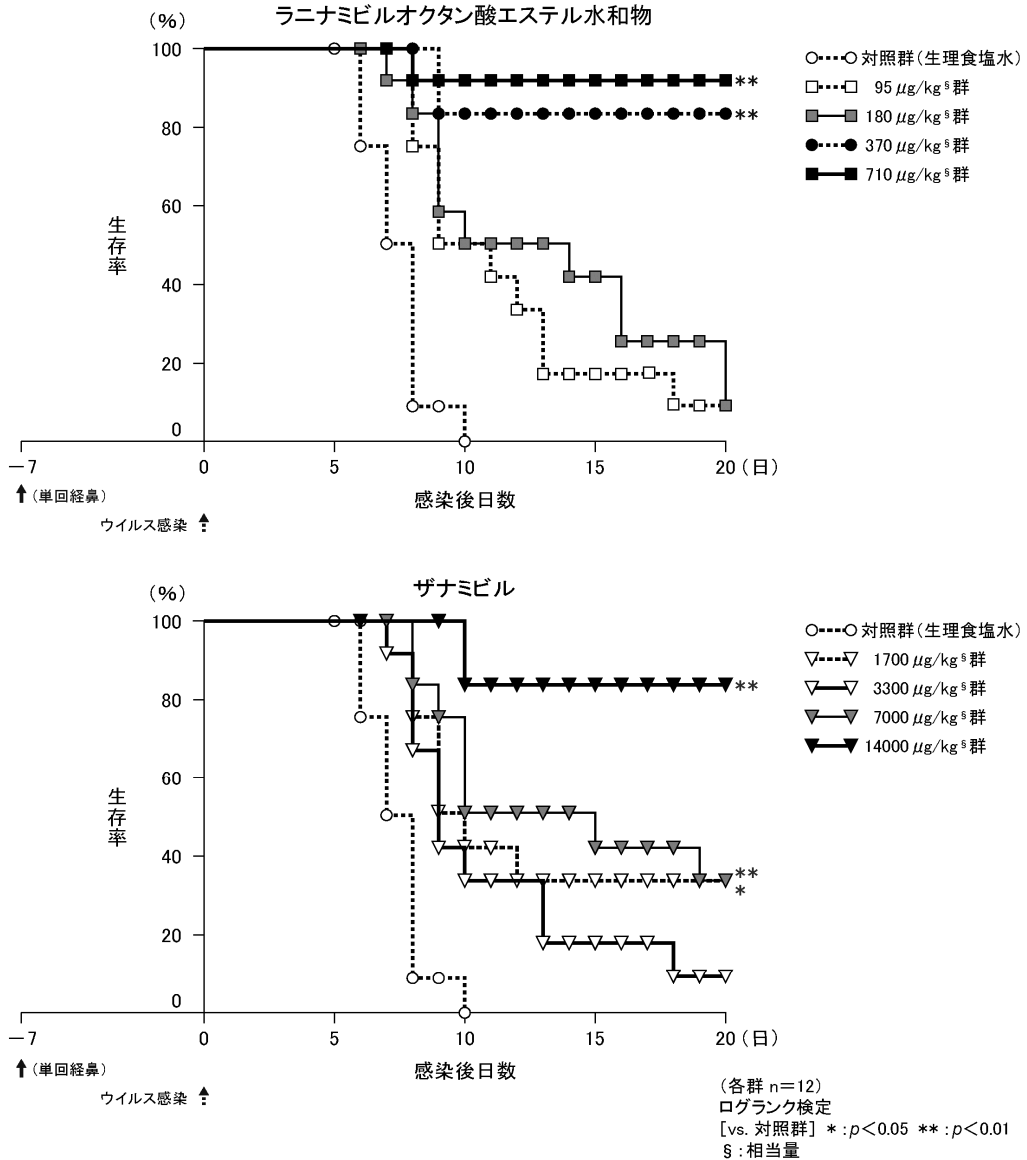 ラニナミビルオクタン酸エステル水和物
(%)
100
80
60
40
20
0
生存率
−7
0
5
10
15
20(日)
感染後日数
(単回経鼻)
ウイルス感染
**
**
対照群(生理食塩水)
95 μg/kg§群
180 μg/kg§群
370 μg/kg§群
710 μg/kg§群
ザナミビル
(%)
100
80
60
40
20
0
生存率
−7
0
5
10
15
20(日)
感染後日数
(単回経鼻)
ウイルス感染
**
**
*
対照群(生理食塩水)
1700 μg/kg§群
3300 μg/kg§群
7000 μg/kg§群
14000 μg/kg§群
(各群 n=12)
ログランク検定
[vs. 対照群] *:p<0.05 **:p<0.01
§:相当量